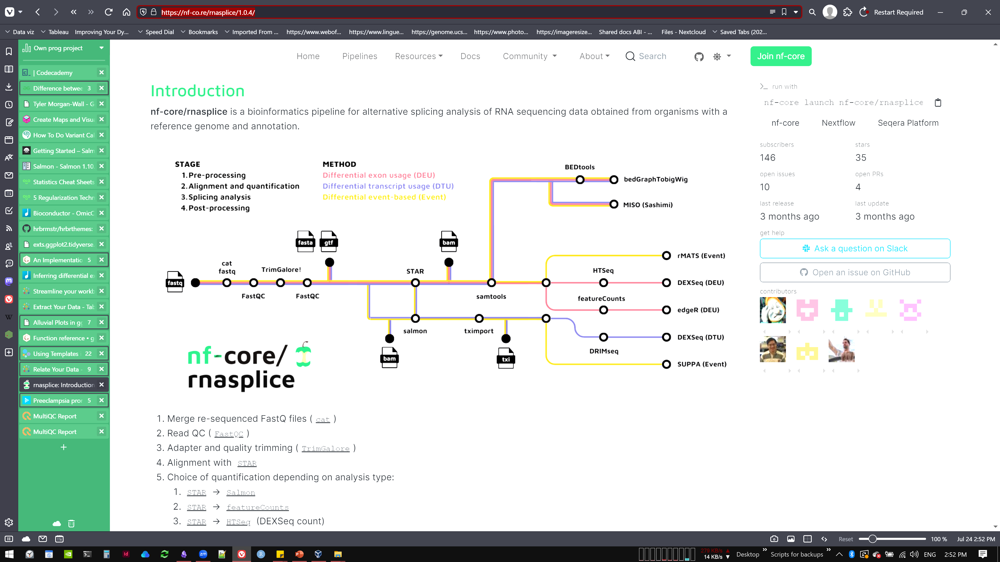 https://nf-co.re/rnasplice/1.0.4/
Restart Required
Data viz
Tableau
Improving Your Dy...
Speed Dial
Bookmarks
Imported From ...
https://www.webof...
https://www.lingue...
https://genome.ucs...
https://www.photo...
https://imageresize...
Shared docs ABI - ...
Files - Nextcloud
Saved Tabs (202...
Own prog project
| Codecademy
Difference betwee 3
Tyler Morgan-Wall - G
Create Maps and Visua
How To Do Variant Cal
Getting Started – Salm
Salmon - Salmon 1.10.
Statistics Cheat Sheets
5 Regularization Techn
Bioconductor - OmicC
hrbrmstr/hrbrthemes:
exts.ggplot2.tidyverse.
An Implementatio 5
Inferring differential ex
Streamline your workb
Extract Your Data - Tab
Alluvial Plots in gg 7
Function reference • g
Using Templates 22
Relate Your Data - 9
rnasplice: Introduction
Preeclampsia pror 5
MultiQC Report
MultiQC Report
Home
Pipelines
Resources
Docs
Community
About
Search
Join nf-core
Introduction
nf-core/rnasplice is a bioinformatics pipeline for alternative splicing analysis of RNA sequencing data obtained from organisms with a
reference genome and annotation.
STAGE
1. Pre-processing
2. Alignment and quantification
3. Splicing analysis
4. Post-processing
METHOD
Differential exon usage (DEU)
Differential transcript usage (DTU)
Differential event-based (Event)
BEDtools
bedGraphTobigWig
MISO (Sashimi)
fasta
gtf
bam
fastq
cat
fastq
FastQC
TrimGalore!
FastQC
STAR
samtools
rMATS (Event)
HTSeq
DEXSeq (DEU)
featureCounts
edgeR (DEU)
salmon
tximport
DEXSeq (DTU)
DRIMseq
SUPPA (Event)
bam
txi
nf-core/
rnasplice
1. Merge re-sequenced FastQ files ( cat )
2. Read QC ( FastQC )
3. Adapter and quality trimming ( TrimGalore )
4. Alignment with STAR
5. Choice of quantification depending on analysis type:
1. STAR → Salmon
2. STAR → featureCounts
3. STAR → HTSeq (DEXSeq count)
>_ run with
nf-core launch nf-core/rnasplice
nf-core
Nextflow
Seqera Platform
subscribers
146
stars
35
open issues
10
open PRs
4
last release
3 months ago
last update
3 months ago
get help
Ask a question on Slack
Open an issue on GitHub
contributors
Reset
100 %
Jul 24 2:52 PM
Id
zm
R
279 KB/s
14 KB/s
Desktop
Scripts for backups
ENG
2:52 PM